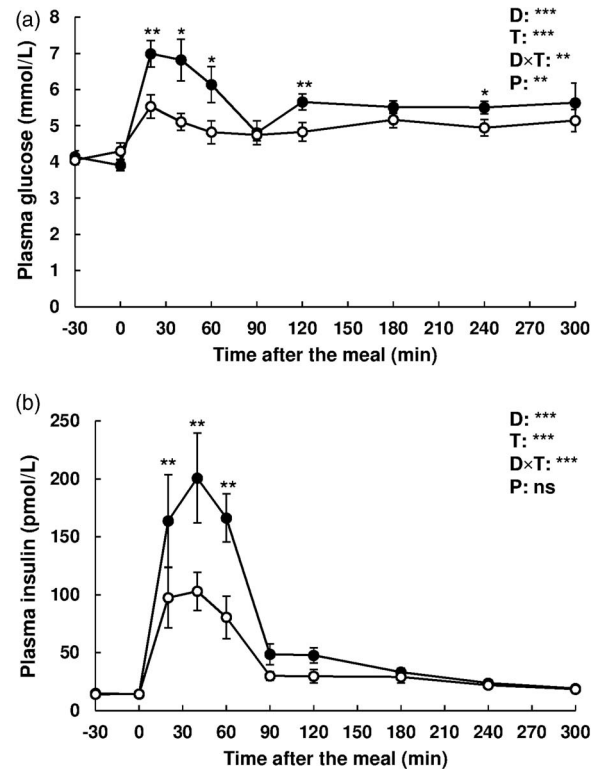 (a)
Plasma glucose (mmol/L)
8
7
6
5
4
3
2
1
0
** * * ** *
D: ***
T: ***
D×T: **
P: **
-30 0 30 60 90 120 150 180 210 240 270 300
Time after the meal (min)
(b)
Plasma insulin (pmol/L)
250
200
150
100
50
0
** ** **
D: ***
T: ***
D×T: ***
P: ns
-30 0 30 60 90 120 150 180 210 240 270 300
Time after the meal (min)